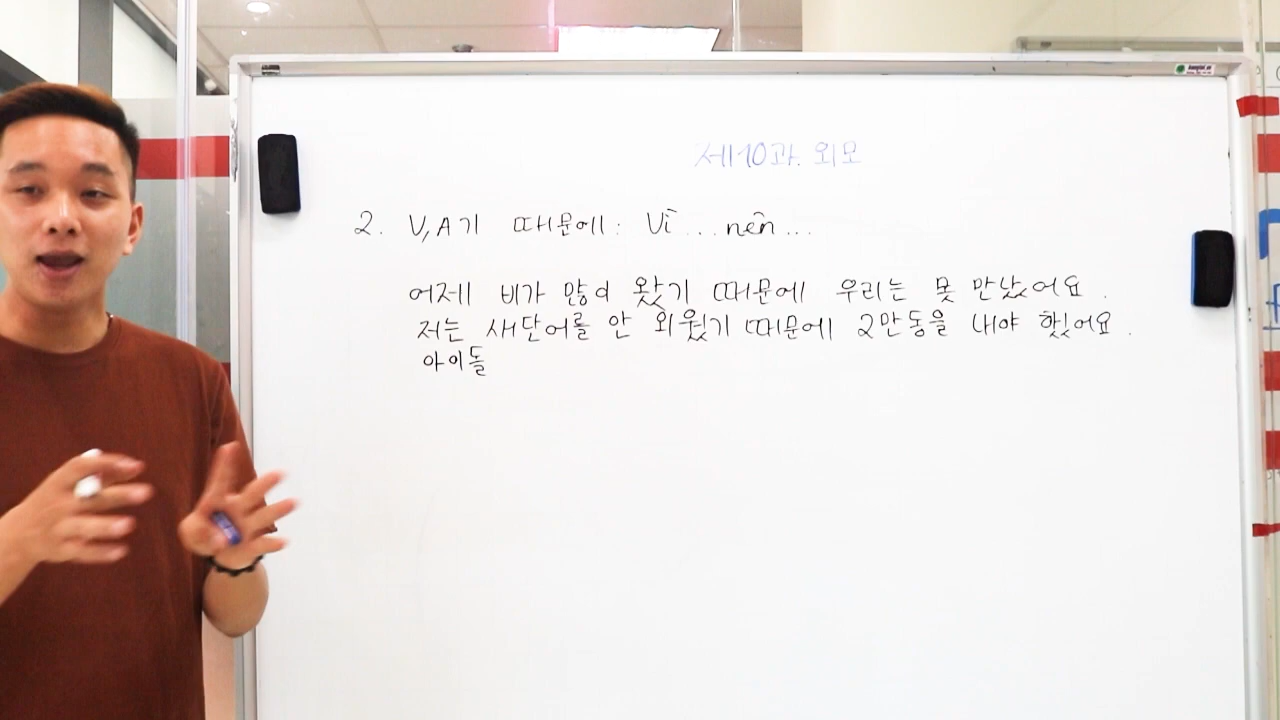 제10과. 외모
2. V, A기 때문에: Vì ... nên ...
어제 비가 많이 왔기 때문에 우리는 못 만났어요.
저는 새단어를 안 외웠기 때문에 2만동을 내야 했어요.
아이돌